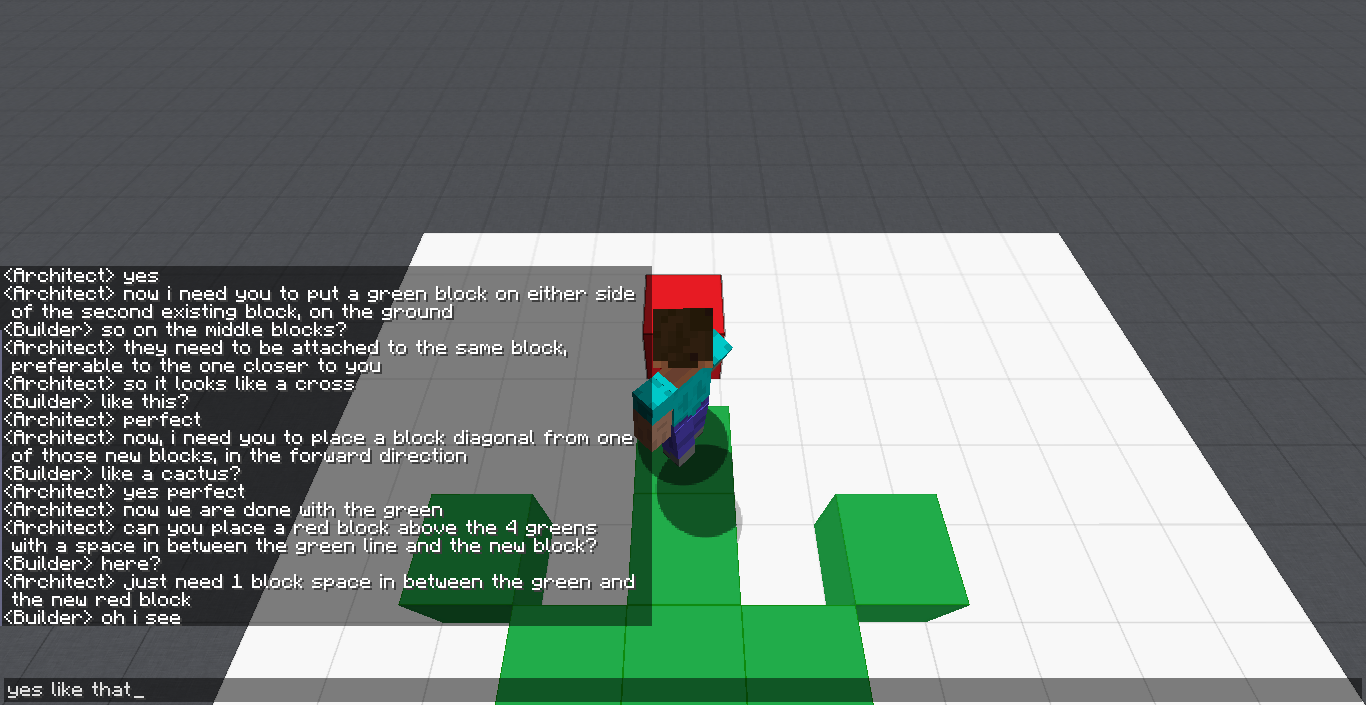 <Architect> yes
<Architect> now i need you to put a green block on either side
of the second existing block, on the ground
<Builder> so on the middle blocks?
<Architect> they need to be attached to the same block,
preferable to the one closer to you
<Architect> so it looks like a cross
<Builder> like this?
<Architect> perfect
<Architect> now, i need you to place a block diagonal from one
of those new blocks, in the forward direction
<Builder> like a cactus?
<Architect> yes perfect
<Architect> now we are done with the green
<Architect> can you place a red block above the 4 greens
with a space in between the green line and the new block?
<Builder> here?
<Architect> just need 1 block space in between the green and
the new red block
<Builder> oh i see
yes like that_